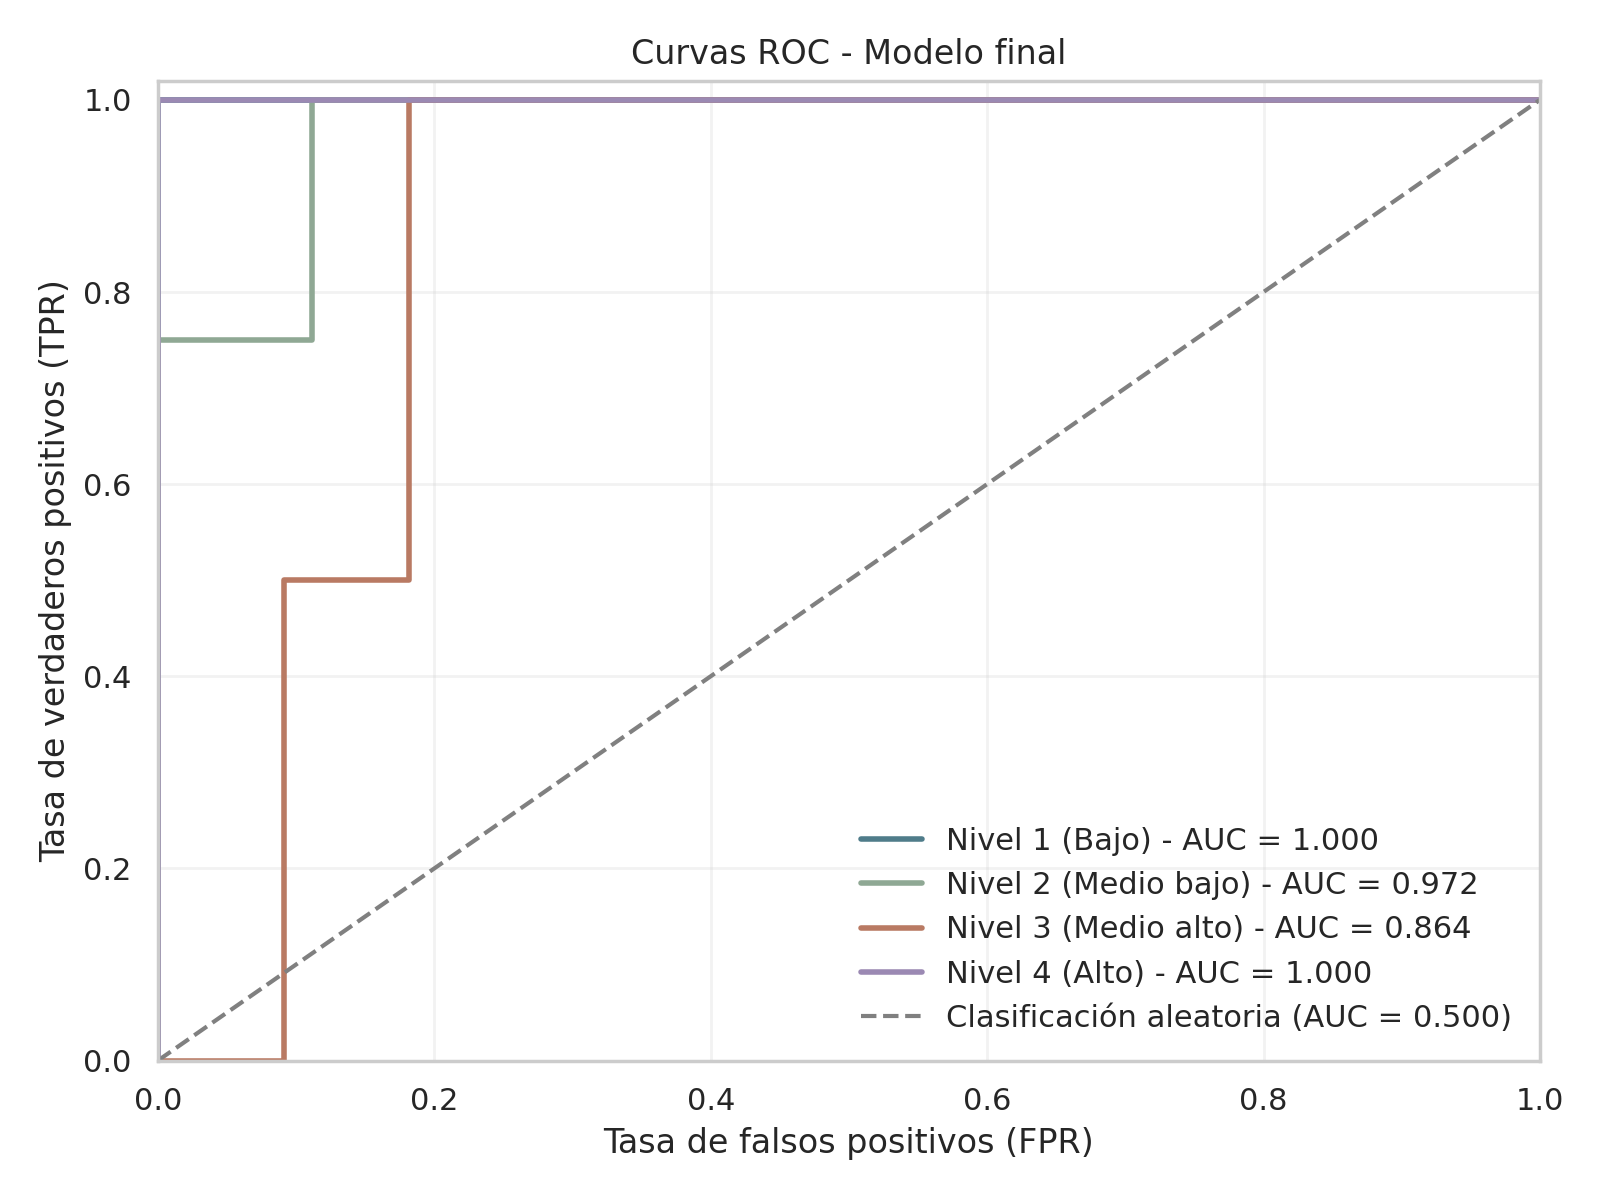 Curvas ROC - Modelo final
Tasa de verdaderos positivos (TPR)
1.0
0.8
0.6
0.4
0.2
0.0
Nivel 1 (Bajo) - AUC = 1.000
Nivel 2 (Medio bajo) - AUC = 0.972
Nivel 3 (Medio alto) - AUC = 0.864
Nivel 4 (Alto) - AUC = 1.000
Clasificación aleatoria (AUC = 0.500)
0.0 0.2 0.4 0.6 0.8 1.0
Tasa de falsos positivos (FPR)